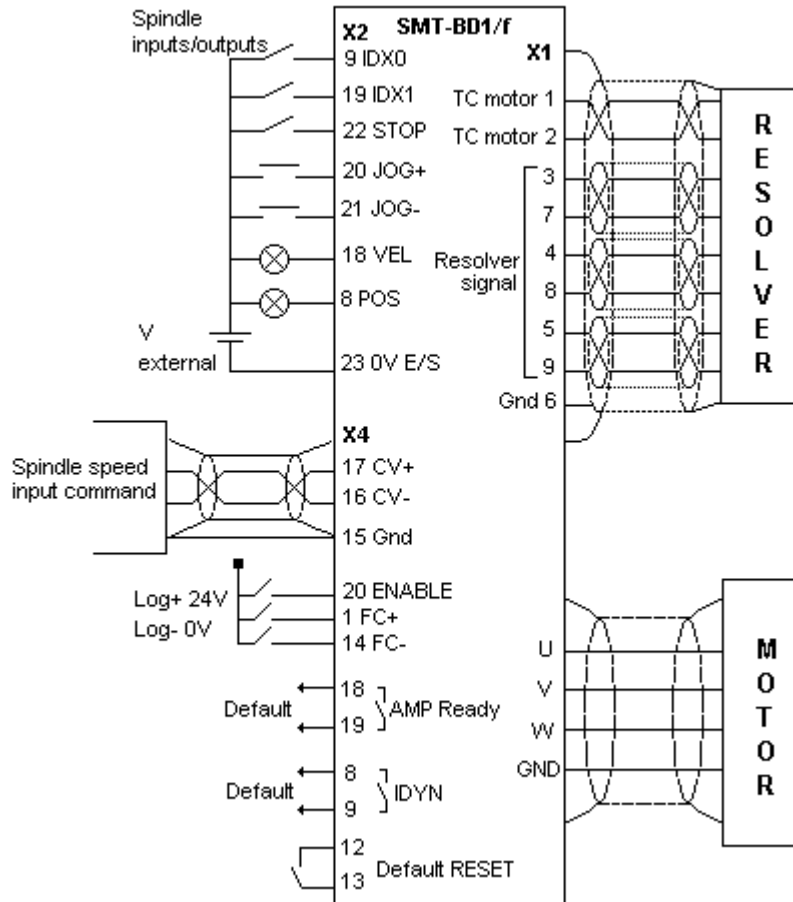 Spindle
inputs/outputs
SMT-BD1/f
X2
X1
9 IDX0
19 IDX1
22 STOP
20 JOG+
21 JOG-
18 VEL
8 POS
V
external
23 0V E/S
TC motor 1
TC motor 2
3
7
4
8
5
9
Resolver
signal
Gnd 6
RESOLVER
X4
Spindle speed
input command
17 CV+
16 CV-
15 Gnd
Log+ 24V
Log- 0V
20 ENABLE
1 FC+
14 FC-
Default
18
19
AMP Ready
Default
8
9
IDYN
12
13
Default RESET
U
V
W
GND
MOTOR